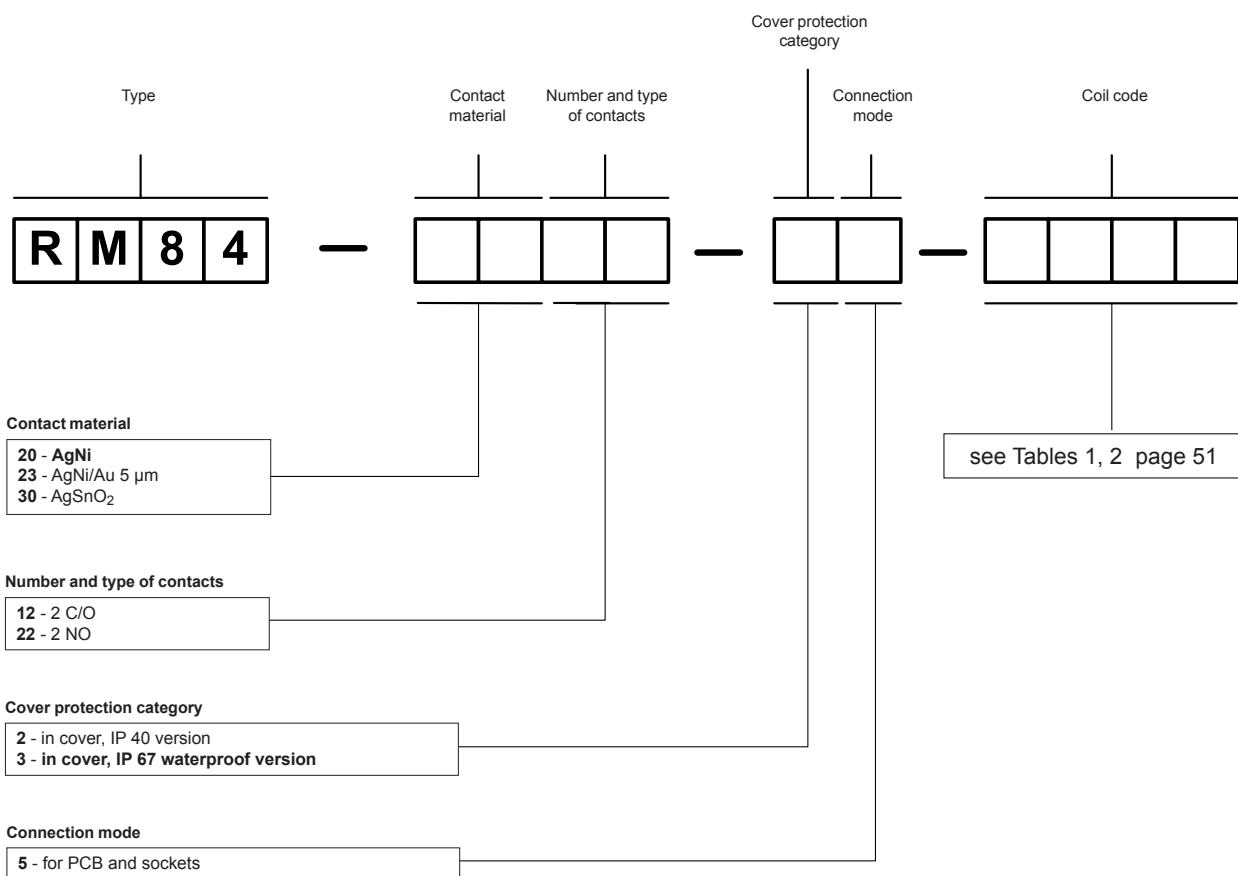 Cover protection
category
Type
Contact
material
Number and type
of contacts
Connection
mode
Coil code
R M 8 4 — — —
Contact material
20 - AgNi
23 - AgNi/Au 5 µm
30 - AgSnO₂
see Tables 1, 2 page 51
Number and type of contacts
12 - 2 C/O
22 - 2 NO
Cover protection category
2 - in cover, IP 40 version
3 - in cover, IP 67 waterproof version
Connection mode
5 - for PCB and sockets